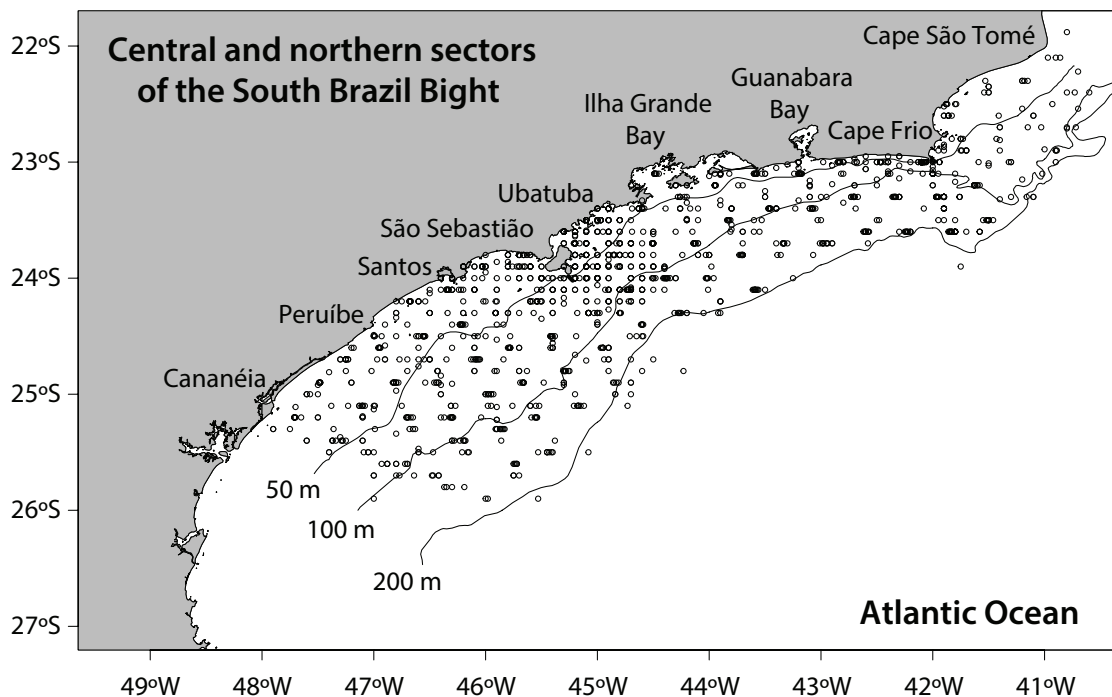 Central and northern sectors
of the South Brazil Bight
Cape São Tomé
Guanabara
Bay
Ilha Grande
Bay
Cape Frio
Ubatuba
São Sebastião
Santos
Peruíbe
Cananéia
50 m
100 m
200 m
Atlantic Ocean
22ºS
23ºS
24ºS
25ºS
26ºS
27ºS
49ºW 48ºW 47ºW 46ºW 45ºW 44ºW 43ºW 42ºW 41ºW